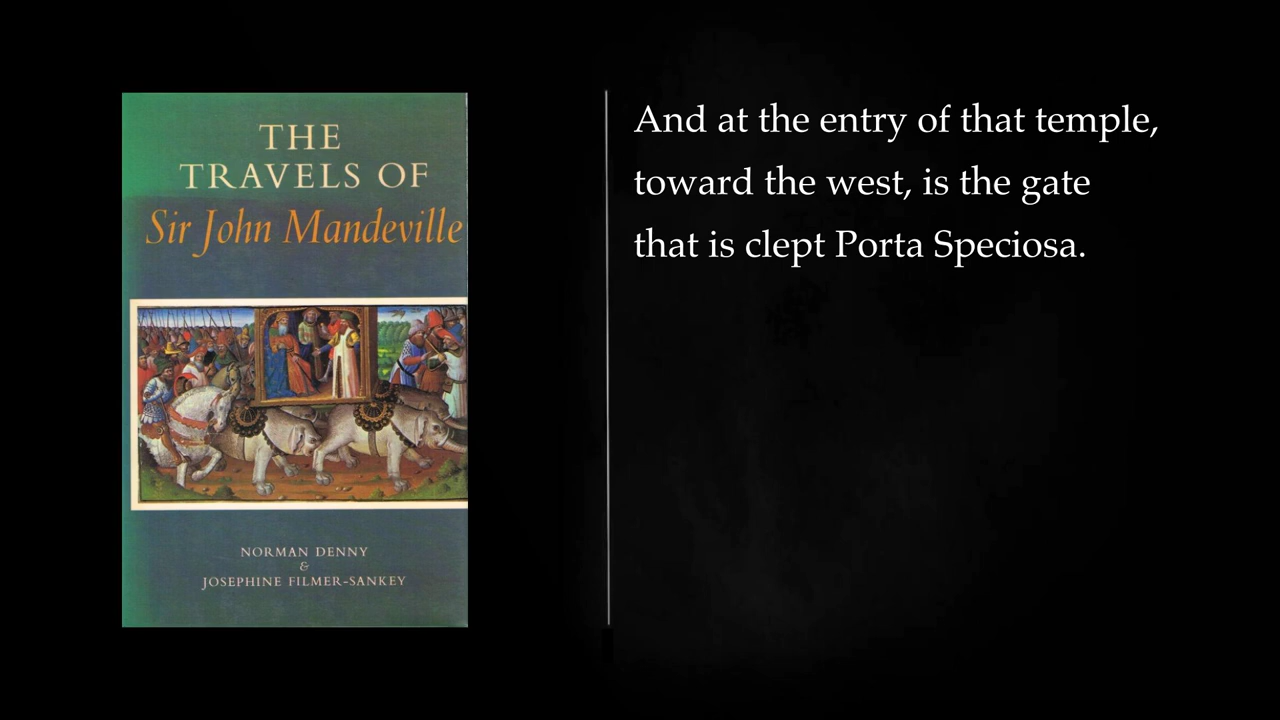 THE
TRAVELS OF
Sir John Mandeville
NORMAN DENNY
&
JOSEPHINE FILMER-SANKEY
And at the entry of that temple,
toward the west, is the gate
that is clept Porta Speciosa.